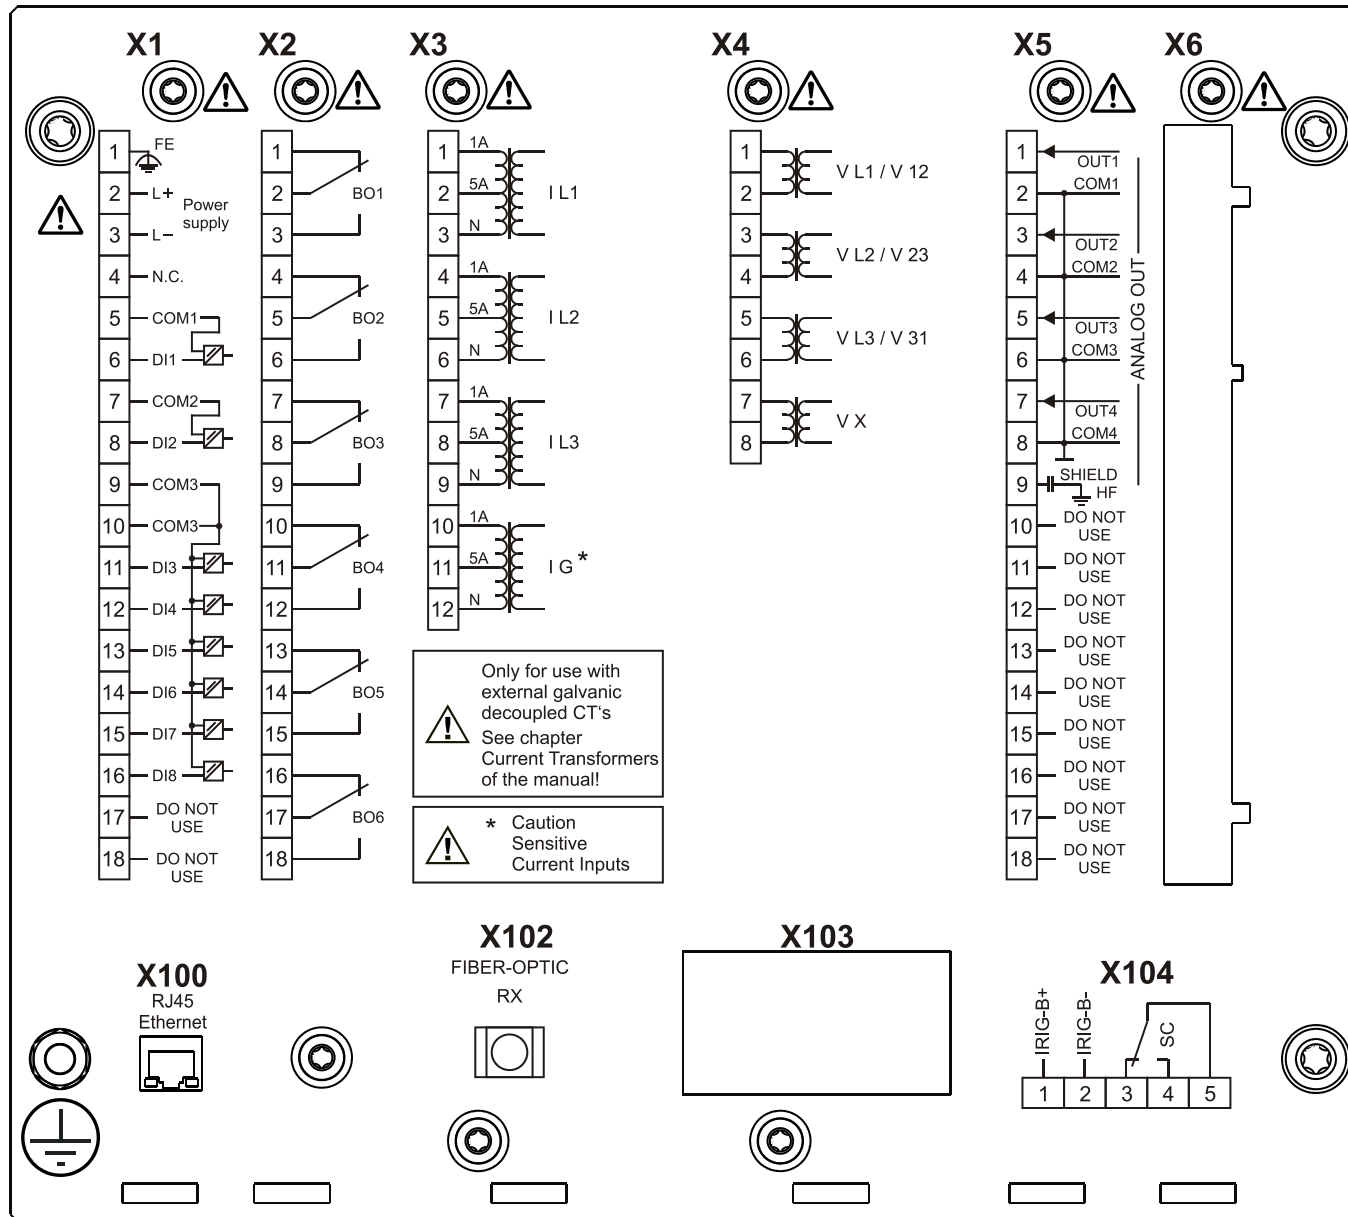 X1 X2 X3 X4 X5 X6
1 FE
2 L+ Power
supply
3 L−
4 N.C.
5 COM1
6 DI1
7 COM2
8 DI2
9 COM3
10 COM3
11 DI3
12 DI4
13 DI5
14 DI6
15 DI7
16 DI8
17 DO NOT
USE
18 DO NOT
USE
1
2 BO1
3
4
5 BO2
6
7
8 BO3
9
10
11 BO4
12
13
14 BO5
15
16
17 BO6
18
1 1A
2 5A I L1
3 N
4 1A
5 5A I L2
6 N
7 1A
8 5A I L3
9 N
10 1A
11 5A I G *
12 N
Only for use with
external galvanic
decoupled CT‘s
See chapter
Current Transformers
of the manual!
* Caution
Sensitive
Current Inputs
1
V L1 / V 12
2
3
V L2 / V 23
4
5
V L3 / V 31
6
7
V X
8
1 OUT1
2 COM1
3 OUT2
4 COM2
5 OUT3
6 COM3
7 OUT4
8 COM4
ANALOG OUT
9 SHIELD
HF
10 DO NOT
USE
11 DO NOT
USE
12 DO NOT
USE
13 DO NOT
USE
14 DO NOT
USE
15 DO NOT
USE
16 DO NOT
USE
17 DO NOT
USE
18 DO NOT
USE
X100
RJ45
Ethernet
X102
FIBER-OPTIC
RX
X103
X104
IRIG-B+
IRIG-B-
SC
1 2 3 4 5